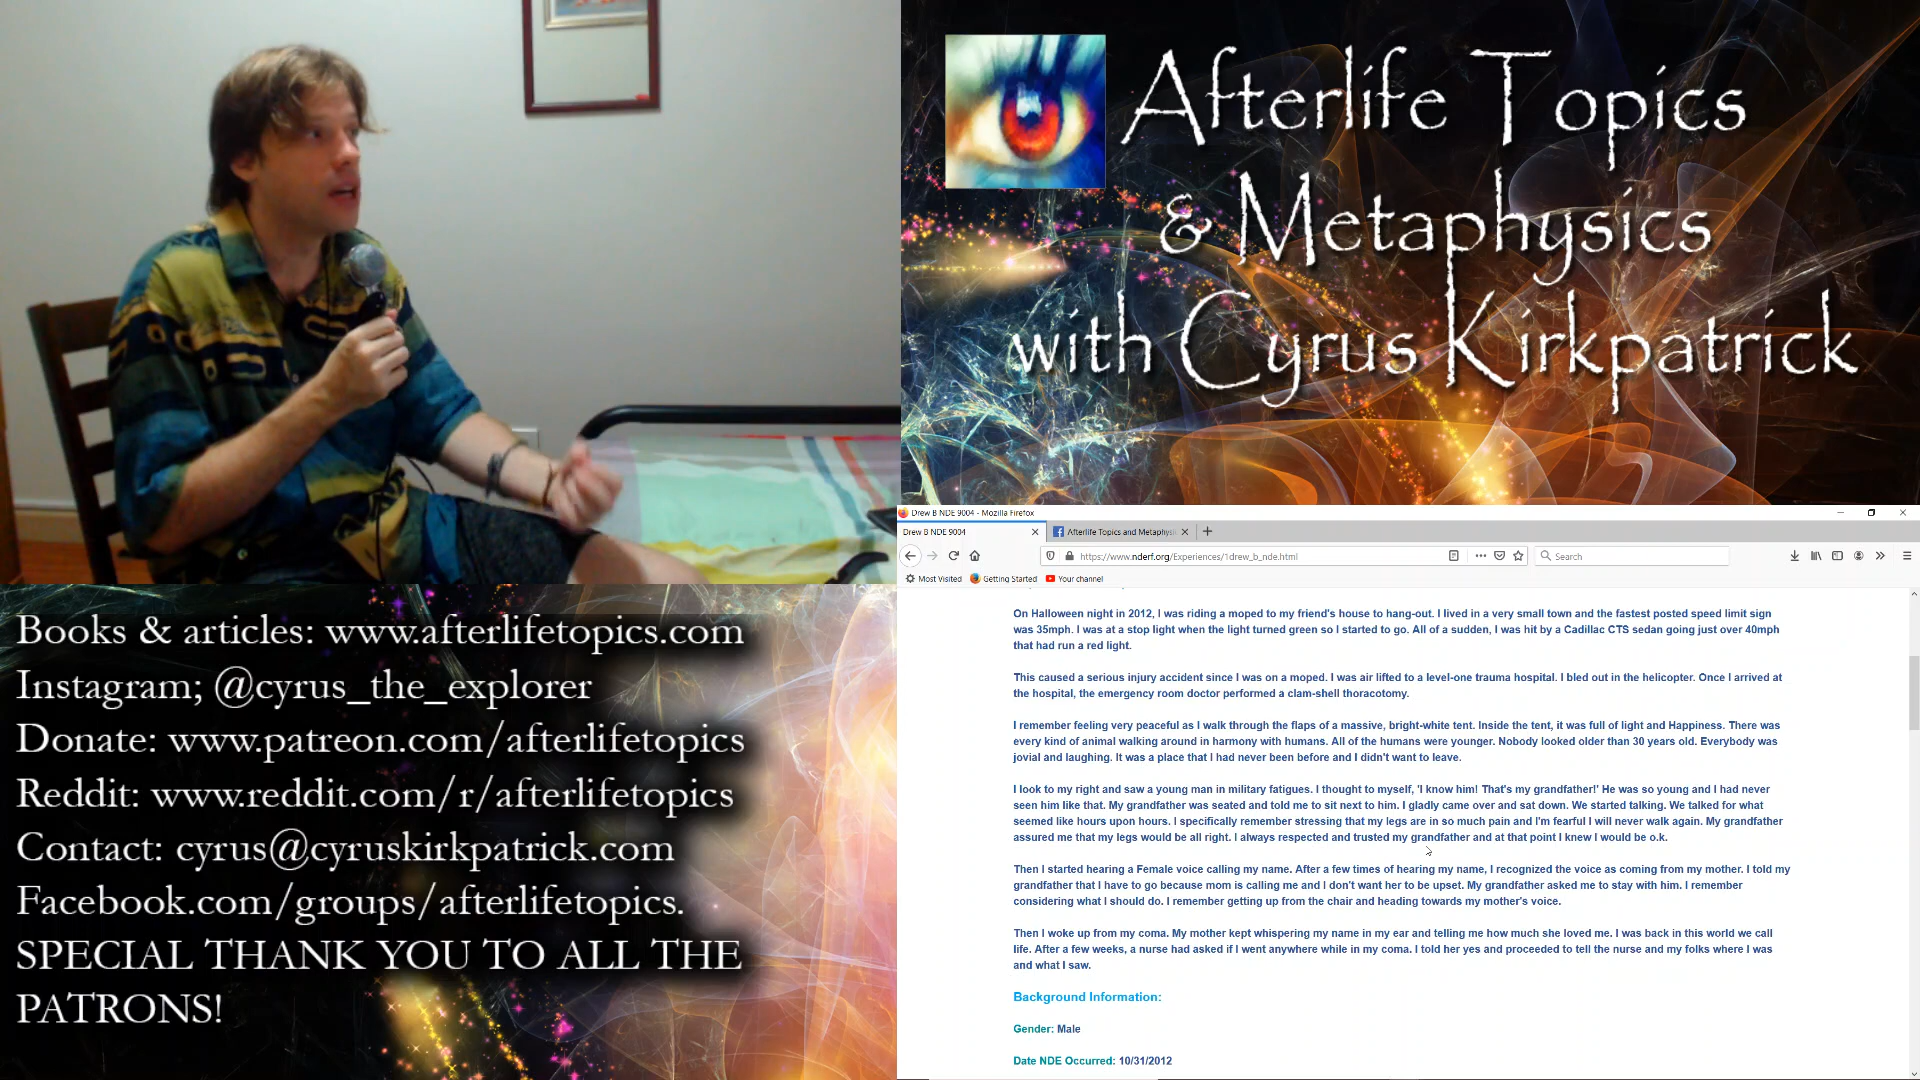 Afterlife Topics
& Metaphysics
with Cyrus Kirkpatrick
Books & articles: www.afterlifetopics.com
Instagram; @cyrus_the_explorer
Donate: www.patreon.com/afterlifetopics
Reddit: www.reddit.com/r/afterlifetopics
Contact: cyrus@cyruskirkpatrick.com
Facebook.com/groups/afterlifetopics.
SPECIAL THANK YOU TO ALL THE
PATRONS!
Drew B NDE 9004 - Mozilla Firefox
Drew B NDE 9004
Afterlife Topics and Metaphysi
https://www.nderf.org/Experiences/1drew_b_nde.html
Search
Most Visited
Getting Started
Your channel
On Halloween night in 2012, I was riding a moped to my friend's house to hang-out. I lived in a very small town and the fastest posted speed limit sign
was 35mph. I was at a stop light when the light turned green so I started to go. All of a sudden, I was hit by a Cadillac CTS sedan going just over 40mph
that had run a red light.
This caused a serious injury accident since I was on a moped. I was air lifted to a level-one trauma hospital. I bled out in the helicopter. Once I arrived at
the hospital, the emergency room doctor performed a clam-shell thoracotomy.
I remember feeling very peaceful as I walk through the flaps of a massive, bright-white tent. Inside the tent, it was full of light and Happiness. There was
every kind of animal walking around in harmony with humans. All of the humans were younger. Nobody looked older than 30 years old. Everybody was
jovial and laughing. It was a place that I had never been before and I didn't want to leave.
I look to my right and saw a young man in military fatigues. I thought to myself, 'I know him! That's my grandfather!' He was so young and I had never
seen him like that. My grandfather was seated and told me to sit next to him. I gladly came over and sat down. We started talking. We talked for what
seemed like hours upon hours. I specifically remember stressing that my legs are in so much pain and I'm fearful I will never walk again. My grandfather
assured me that my legs would be all right. I always respected and trusted my grandfather and at that point I knew I would be o.k.
Then I started hearing a Female voice calling my name. After a few times of hearing my name, I recognized the voice as coming from my mother. I told my
grandfather that I have to go because mom is calling me and I don't want her to be upset. My grandfather asked me to stay with him. I remember
considering what I should do. I remember getting up from the chair and heading towards my mother's voice.
Then I woke up from my coma. My mother kept whispering my name in my ear and telling me how much she loved me. I was back in this world we call
life. After a few weeks, a nurse had asked if I went anywhere while in my coma. I told her yes and proceeded to tell the nurse and my folks where I was
and what I saw.
Background Information:
Gender: Male
Date NDE Occurred: 10/31/2012